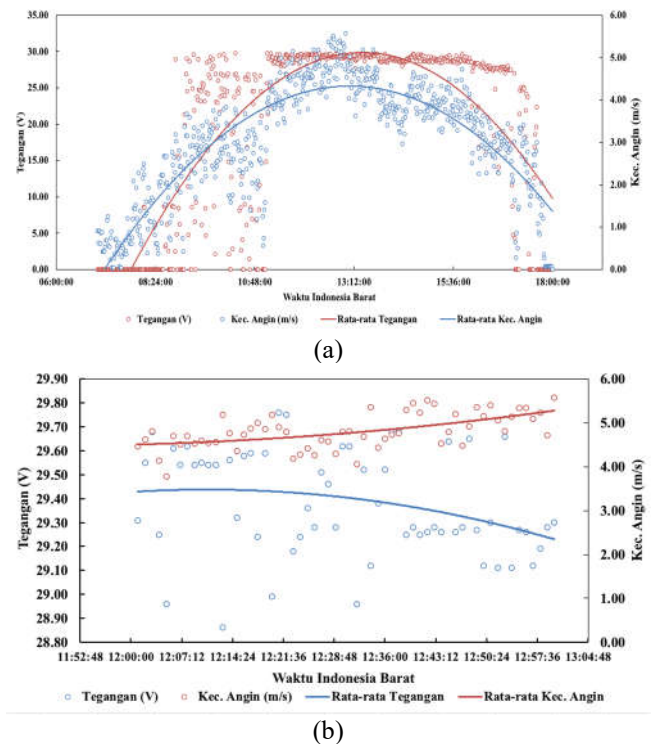 35.00
30.00
25.00
20.00
15.00
10.00
5.00
0.00
Tegangan (V)
6.00
5.00
4.00
3.00
2.00
1.00
0.00
Kec. Angin (m/s)
06:00:00 08:24:00 10:48:00 13:12:00 15:36:00 18:00:00
Waktu Indonesia Barat
Tegangan (V) Kec. Angin (m/s) Rata-rata Tegangan Rata-rata Kec. Angin
(a)
29.90
29.80
29.70
29.60
29.50
29.40
29.30
29.20
29.10
29.00
28.90
28.80
Tegangan (V)
6.00
5.00
4.00
3.00
2.00
1.00
0.00
Kec. Angin (m/s)
11:52:48 12:00:00 12:07:12 12:14:24 12:21:36 12:28:48 12:36:00 12:43:12 12:50:24 12:57:36 13:04:48
Waktu Indonesia Barat
Tegangan (V) Kec. Angin (m/s) Rata-rata Tegangan Rata-rata Kec. Angin
(b)